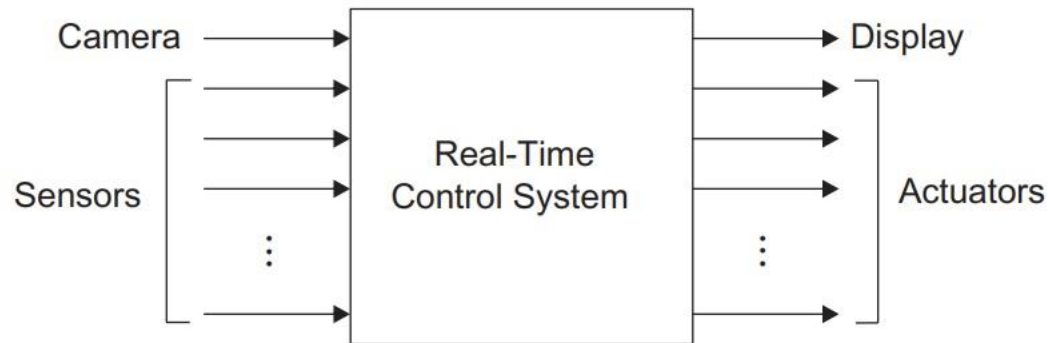 Camera
Display
Sensors
Real-Time
Control System
Actuators